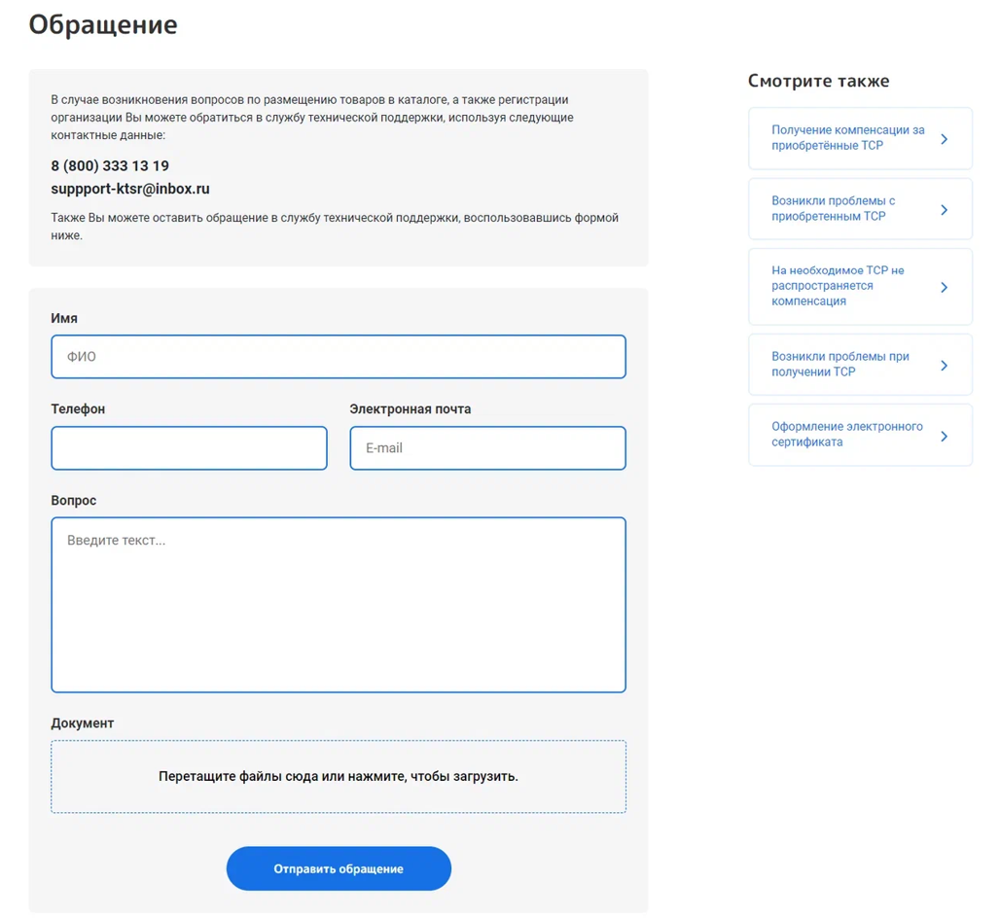 Обращение
В случае возникновения вопросов по размещению товаров в каталоге, а также регистрации
организации Вы можете обратиться в службу технической поддержки, используя следующие
контактные данные:
8 (800) 333 13 19
suppport-ktsr@inbox.ru
Также Вы можете оставить обращение в службу технической поддержки, воспользовавшись формой
ниже.
Имя
ФИО
Телефон
Электронная почта
E-mail
Вопрос
Введите текст...
Документ
Перетащите файлы сюда или нажмите, чтобы загрузить.
Отправить обращение
Смотрите также
Получение компенсации за
приобретённые ТСР
Возникли проблемы с
приобретенным ТСР
На необходимое ТСР не
распространяется
компенсация
Возникли проблемы при
получении ТСР
Оформление электронного
сертификата